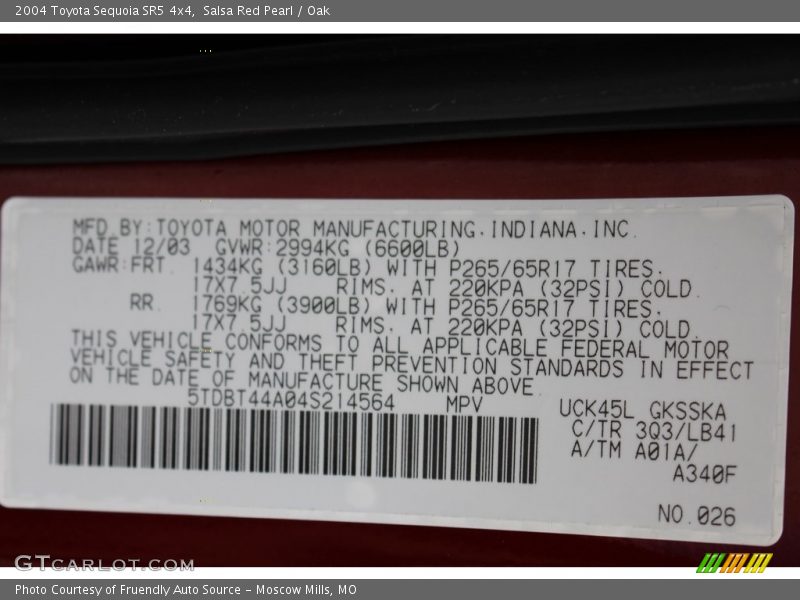 2004 Toyota Sequoia SR5 4x4, Salsa Red Pearl / Oak
MFD BY:TOYOTA MOTOR MANUFACTURING.INDIANA.INC.
DATE 12/03 GVWR:2994KG (6600LB)
GAWR:FRT. 1434KG (3160LB) WITH P265/65R17 TIRES.
17X7.5JJ RIMS. AT 220KPA (32PSI) COLD.
RR. 1769KG (3900LB) WITH P265/65R17 TIRES.
17X7.5JJ RIMS. AT 220KPA (32PSI) COLD.
THIS VEHICLE CONFORMS TO ALL APPLICABLE FEDERAL MOTOR
VEHICLE SAFETY AND THEFT PREVENTION STANDARDS IN EFFECT
ON THE DATE OF MANUFACTURE SHOWN ABOVE
5TDBT44A04S214564 MPV
UCK45L GKSSKA
C/TR 3Q3/LB41
A/TM A01A/
A340F
NO.026
GTCARLOT.COM
Photo Courtesy of Fruendly Auto Source - Moscow Mills, MO